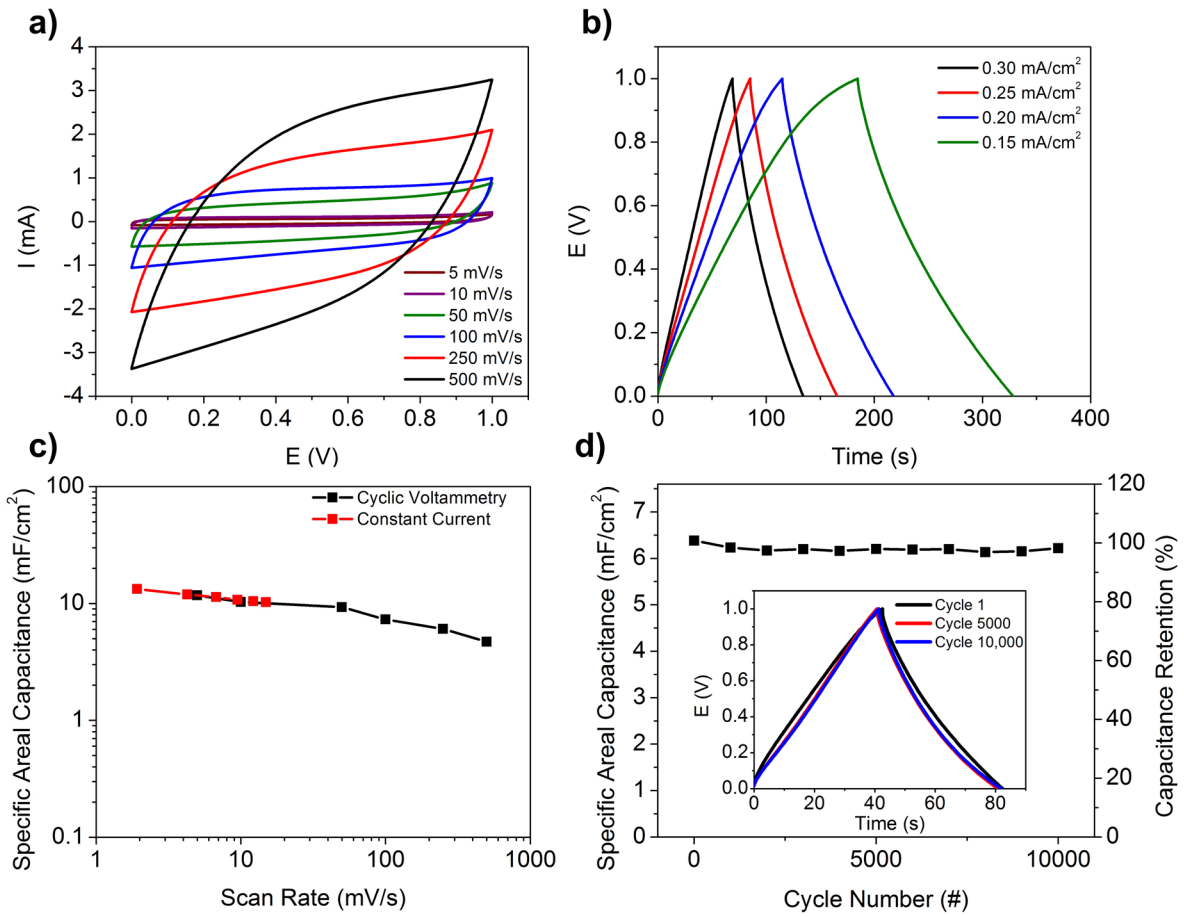 a)
I (mA)
4
3
2
1
0
-1
-2
-3
-4
0.0 0.2 0.4 0.6 0.8 1.0
E (V)
5 mV/s
10 mV/s
50 mV/s
100 mV/s
250 mV/s
500 mV/s
b)
E (V)
1.0
0.8
0.6
0.4
0.2
0.0
0 100 200 300 400
Time (s)
0.30 mA/cm²
0.25 mA/cm²
0.20 mA/cm²
0.15 mA/cm²
c)
Specific Areal Capacitance (mF/cm²)
100
10
1
0.1
1 10 100 1000
Scan Rate (mV/s)
Cyclic Voltammetry
Constant Current
d)
Specific Areal Capacitance (mF/cm²)
7
6
5
4
3
2
1
0
0 5000 10000
Cycle Number (#)
Capacitance Retention (%)
120
100
80
60
40
20
0
E (V)
1.0
0.8
0.6
0.4
0.2
0.0
0 20 40 60 80
Time (s)
Cycle 1
Cycle 5000
Cycle 10,000